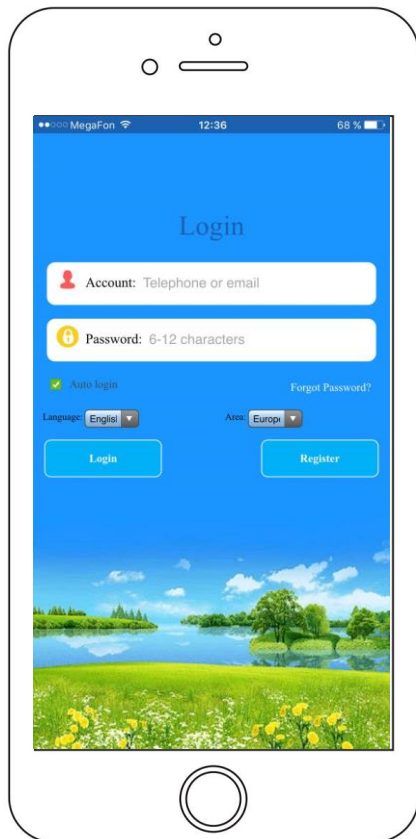 MegaFon 12:36 68 %
Login
Account: Telephone or email
Password: 6-12 characters
Auto login Forgot Password?
Language: Englisl Area: Europe
Login Register